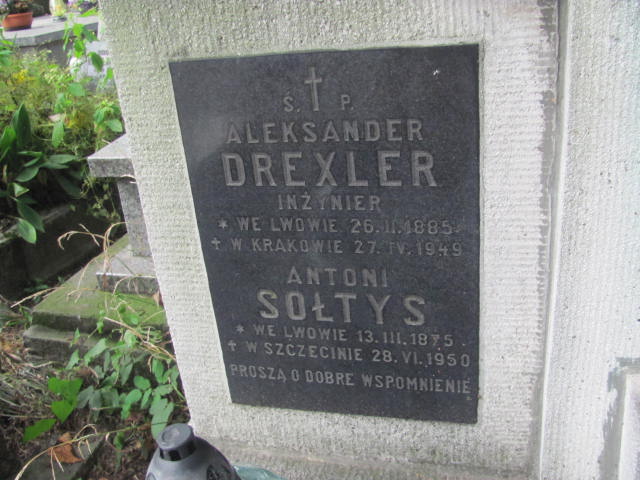 Ś. P.
ALEKSANDER
DREXLER
INŻYNIER
* WE LWOWIE 26.II.1885.
✝ W KRAKOWIE 27.IV.1949
ANTONI
SOŁTYS
* WE LWOWIE 13.III.1875.
✝ W SZCZECINIE 28.VI.1950
PROSZĄ O DOBRE WSPOMNIENIE